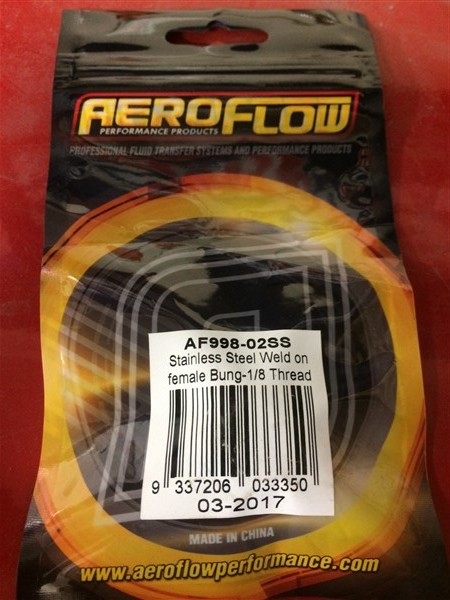 AEROFLOW
PERFORMANCE PRODUCTS
PROFESSIONAL FLUID TRANSFER SYSTEMS AND PERFORMANCE PRODUCTS
AF998-02SS
Stainless Steel Weld on
female Bung-1/8 Thread
9 337206 033350
03-2017
MADE IN CHINA
www.aeroflowperformance.com